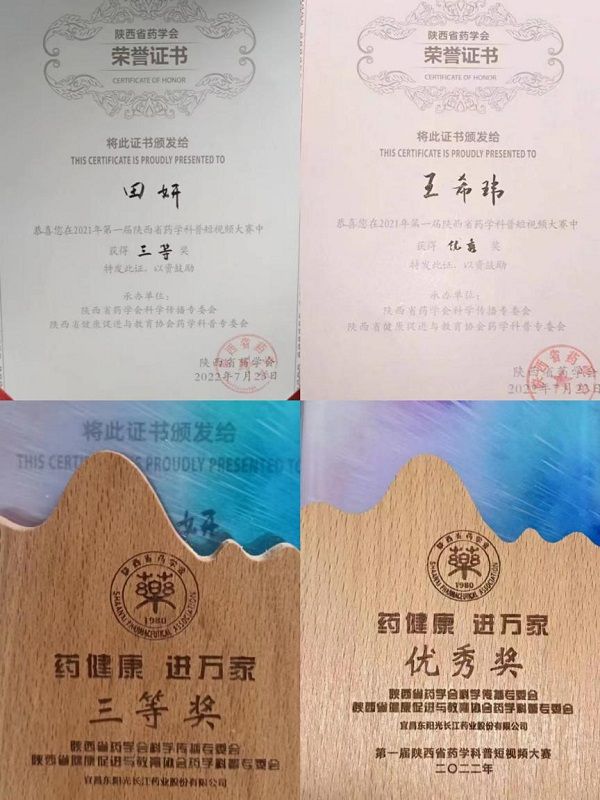 陕西省药学会
荣誉证书
CERTIFICATE OF HONOR
将此证书颁发给
THIS CERTIFICATE IS PROUDLY PRESENTED TO
田妍
恭喜您在2021年第一届陕西省药学科普短视频大赛中
获得 三等 奖
特发此证，以资鼓励
承办单位：
陕西省药学会科学传播专委会
陕西省健康促进与教育协会药学科普专委会
陕西省药学会
2022年7月23日
陕西省药学会
荣誉证书
CERTIFICATE OF HONOR
将此证书颁发给
THIS CERTIFICATE IS PROUDLY PRESENTED TO
王希玮
恭喜您在2021年第一届陕西省药学科普短视频大赛中
获得 优秀 奖
特发此证，以资鼓励
承办单位：
陕西省药学会科学传播专委会
陕西省健康促进与教育协会药学科普专委会
陕西省药学会
2022年7月23日
将此证书颁发给
THIS CERTIFICATE IS PROUDLY PRESENTED TO
妍
陕西省药学会
藥
1980
SHAANXI PHARMACEUTICAL ASSOCIATION
药健康 进万家
三等奖
陕西省药学会科学传播专委会
陕西省健康促进与教育协会药学科普专委会
宜昌东阳光长江药业股份有限公司
陕西省药学会
藥
1980
SHAANXI PHARMACEUTICAL ASSOCIATION
药健康 进万家
优秀奖
陕西省药学会科学传播专委会
陕西省健康促进与教育协会药学科普专委会
宜昌东阳光长江药业股份有限公司
第一届陕西省药学科普短视频大赛
二〇二二年